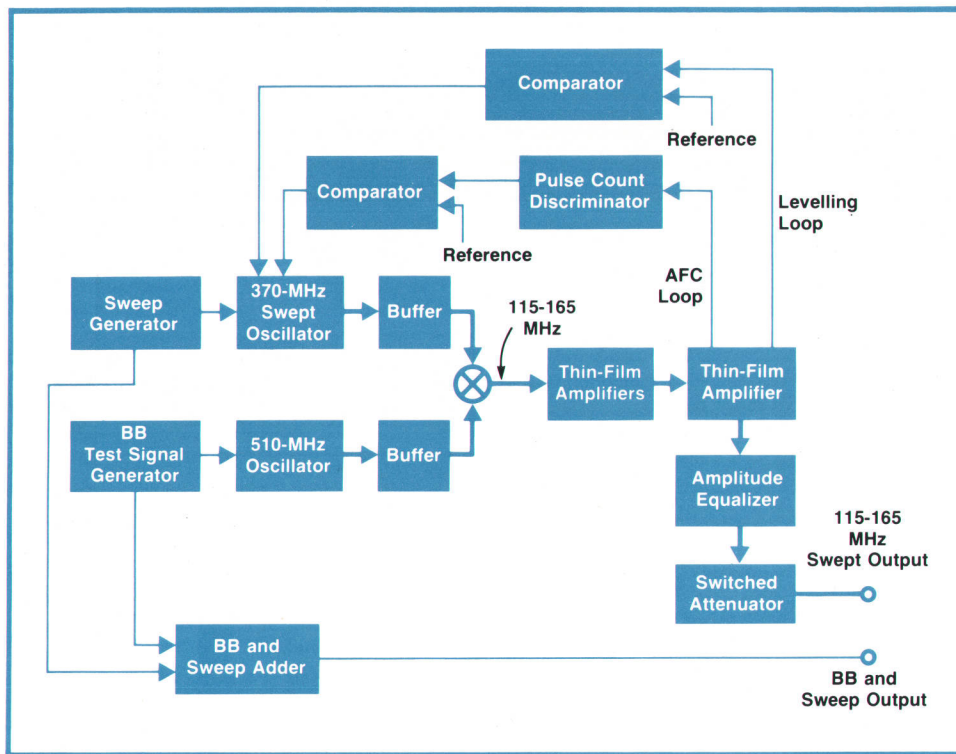 Comparator
Reference
Comparator
Pulse Count
Discriminator
Levelling
Loop
Reference
AFC
Loop
Sweep
Generator
370-MHz
Swept
Oscillator
Buffer
115-165
MHz
Thin-Film
Amplifiers
Thin-Film
Amplifier
BB
Test Signal
Generator
510-MHz
Oscillator
Buffer
Amplitude
Equalizer
115-165
MHz
Swept Output
Switched
Attenuator
BB and
Sweep Adder
BB and
Sweep Output